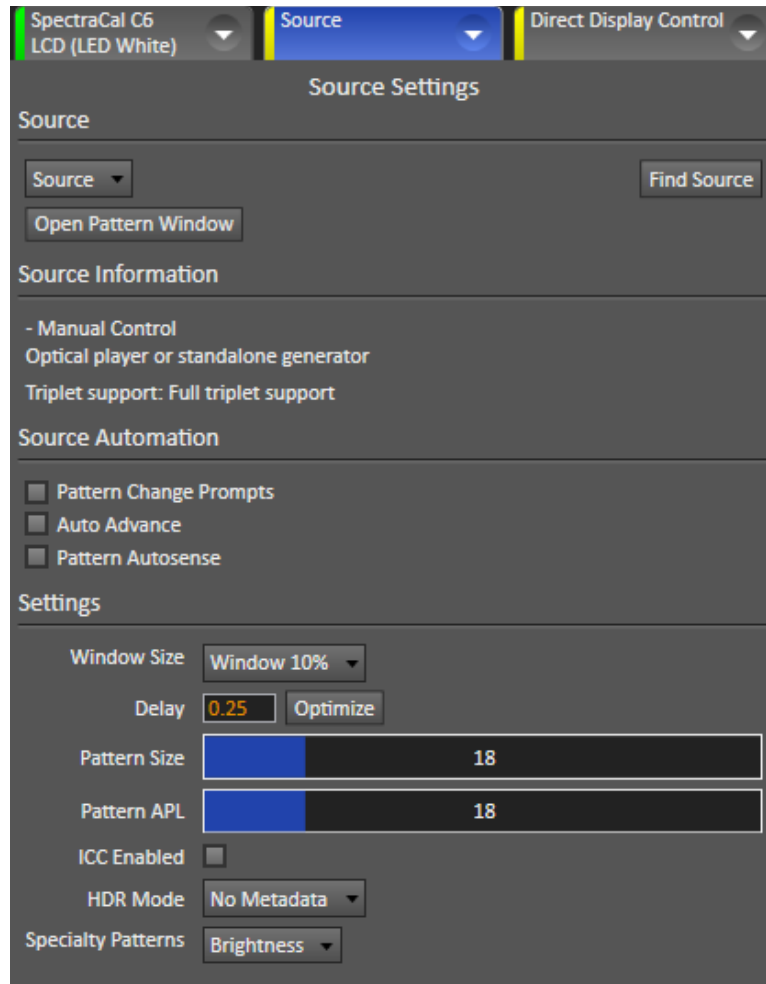 SpectraCal C6
LCD (LED White)
Source
Direct Display Control
Source Settings
Source
Source
Find Source
Open Pattern Window
Source Information
- Manual Control
Optical player or standalone generator
Triplet support: Full triplet support
Source Automation
Pattern Change Prompts
Auto Advance
Pattern Autosense
Settings
Window Size Window 10%
Delay 0.25 Optimize
Pattern Size 18
Pattern APL 18
ICC Enabled
HDR Mode No Metadata
Specialty Patterns Brightness